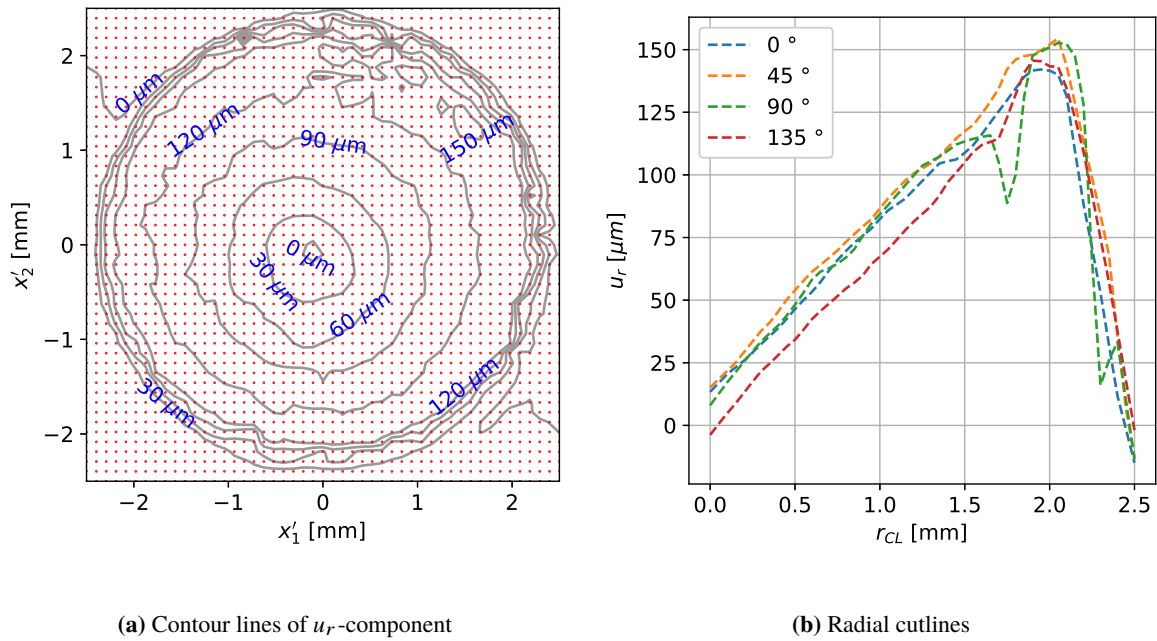 2
1
0
−1
−2
x′₂ [mm]
0 μm
120 μm
90 μm
150 μm
0 μm
30 μm
60 μm
30 μm
120 μm
−2 −1 0 1 2
x′₁ [mm]
(a) Contour lines of uᵣ-component
0 °
45 °
90 °
135 °
150
125
100
75
50
25
0
uᵣ [μm]
0.0 0.5 1.0 1.5 2.0 2.5
r_CL [mm]
(b) Radial cutlines